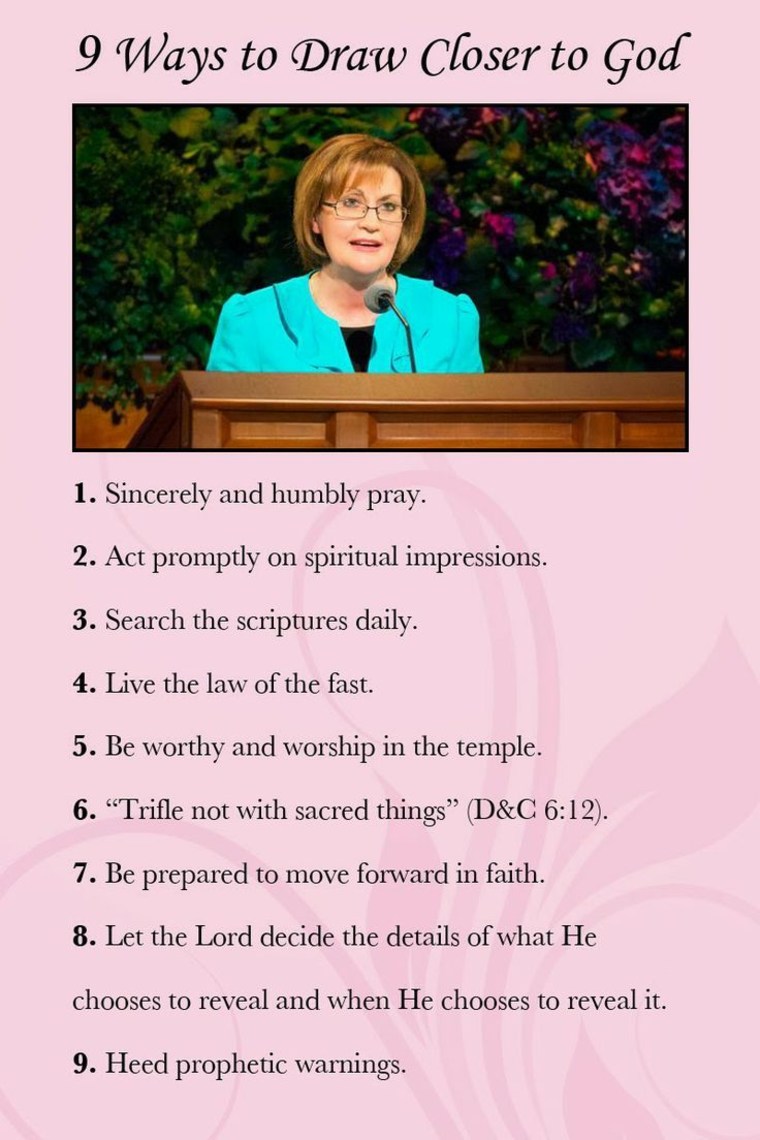 9 Ways to Draw Closer to God
1. Sincerely and humbly pray.
2. Act promptly on spiritual impressions.
3. Search the scriptures daily.
4. Live the law of the fast.
5. Be worthy and worship in the temple.
6. “Trifle not with sacred things” (D&C 6:12).
7. Be prepared to move forward in faith.
8. Let the Lord decide the details of what He
chooses to reveal and when He chooses to reveal it.
9. Heed prophetic warnings.